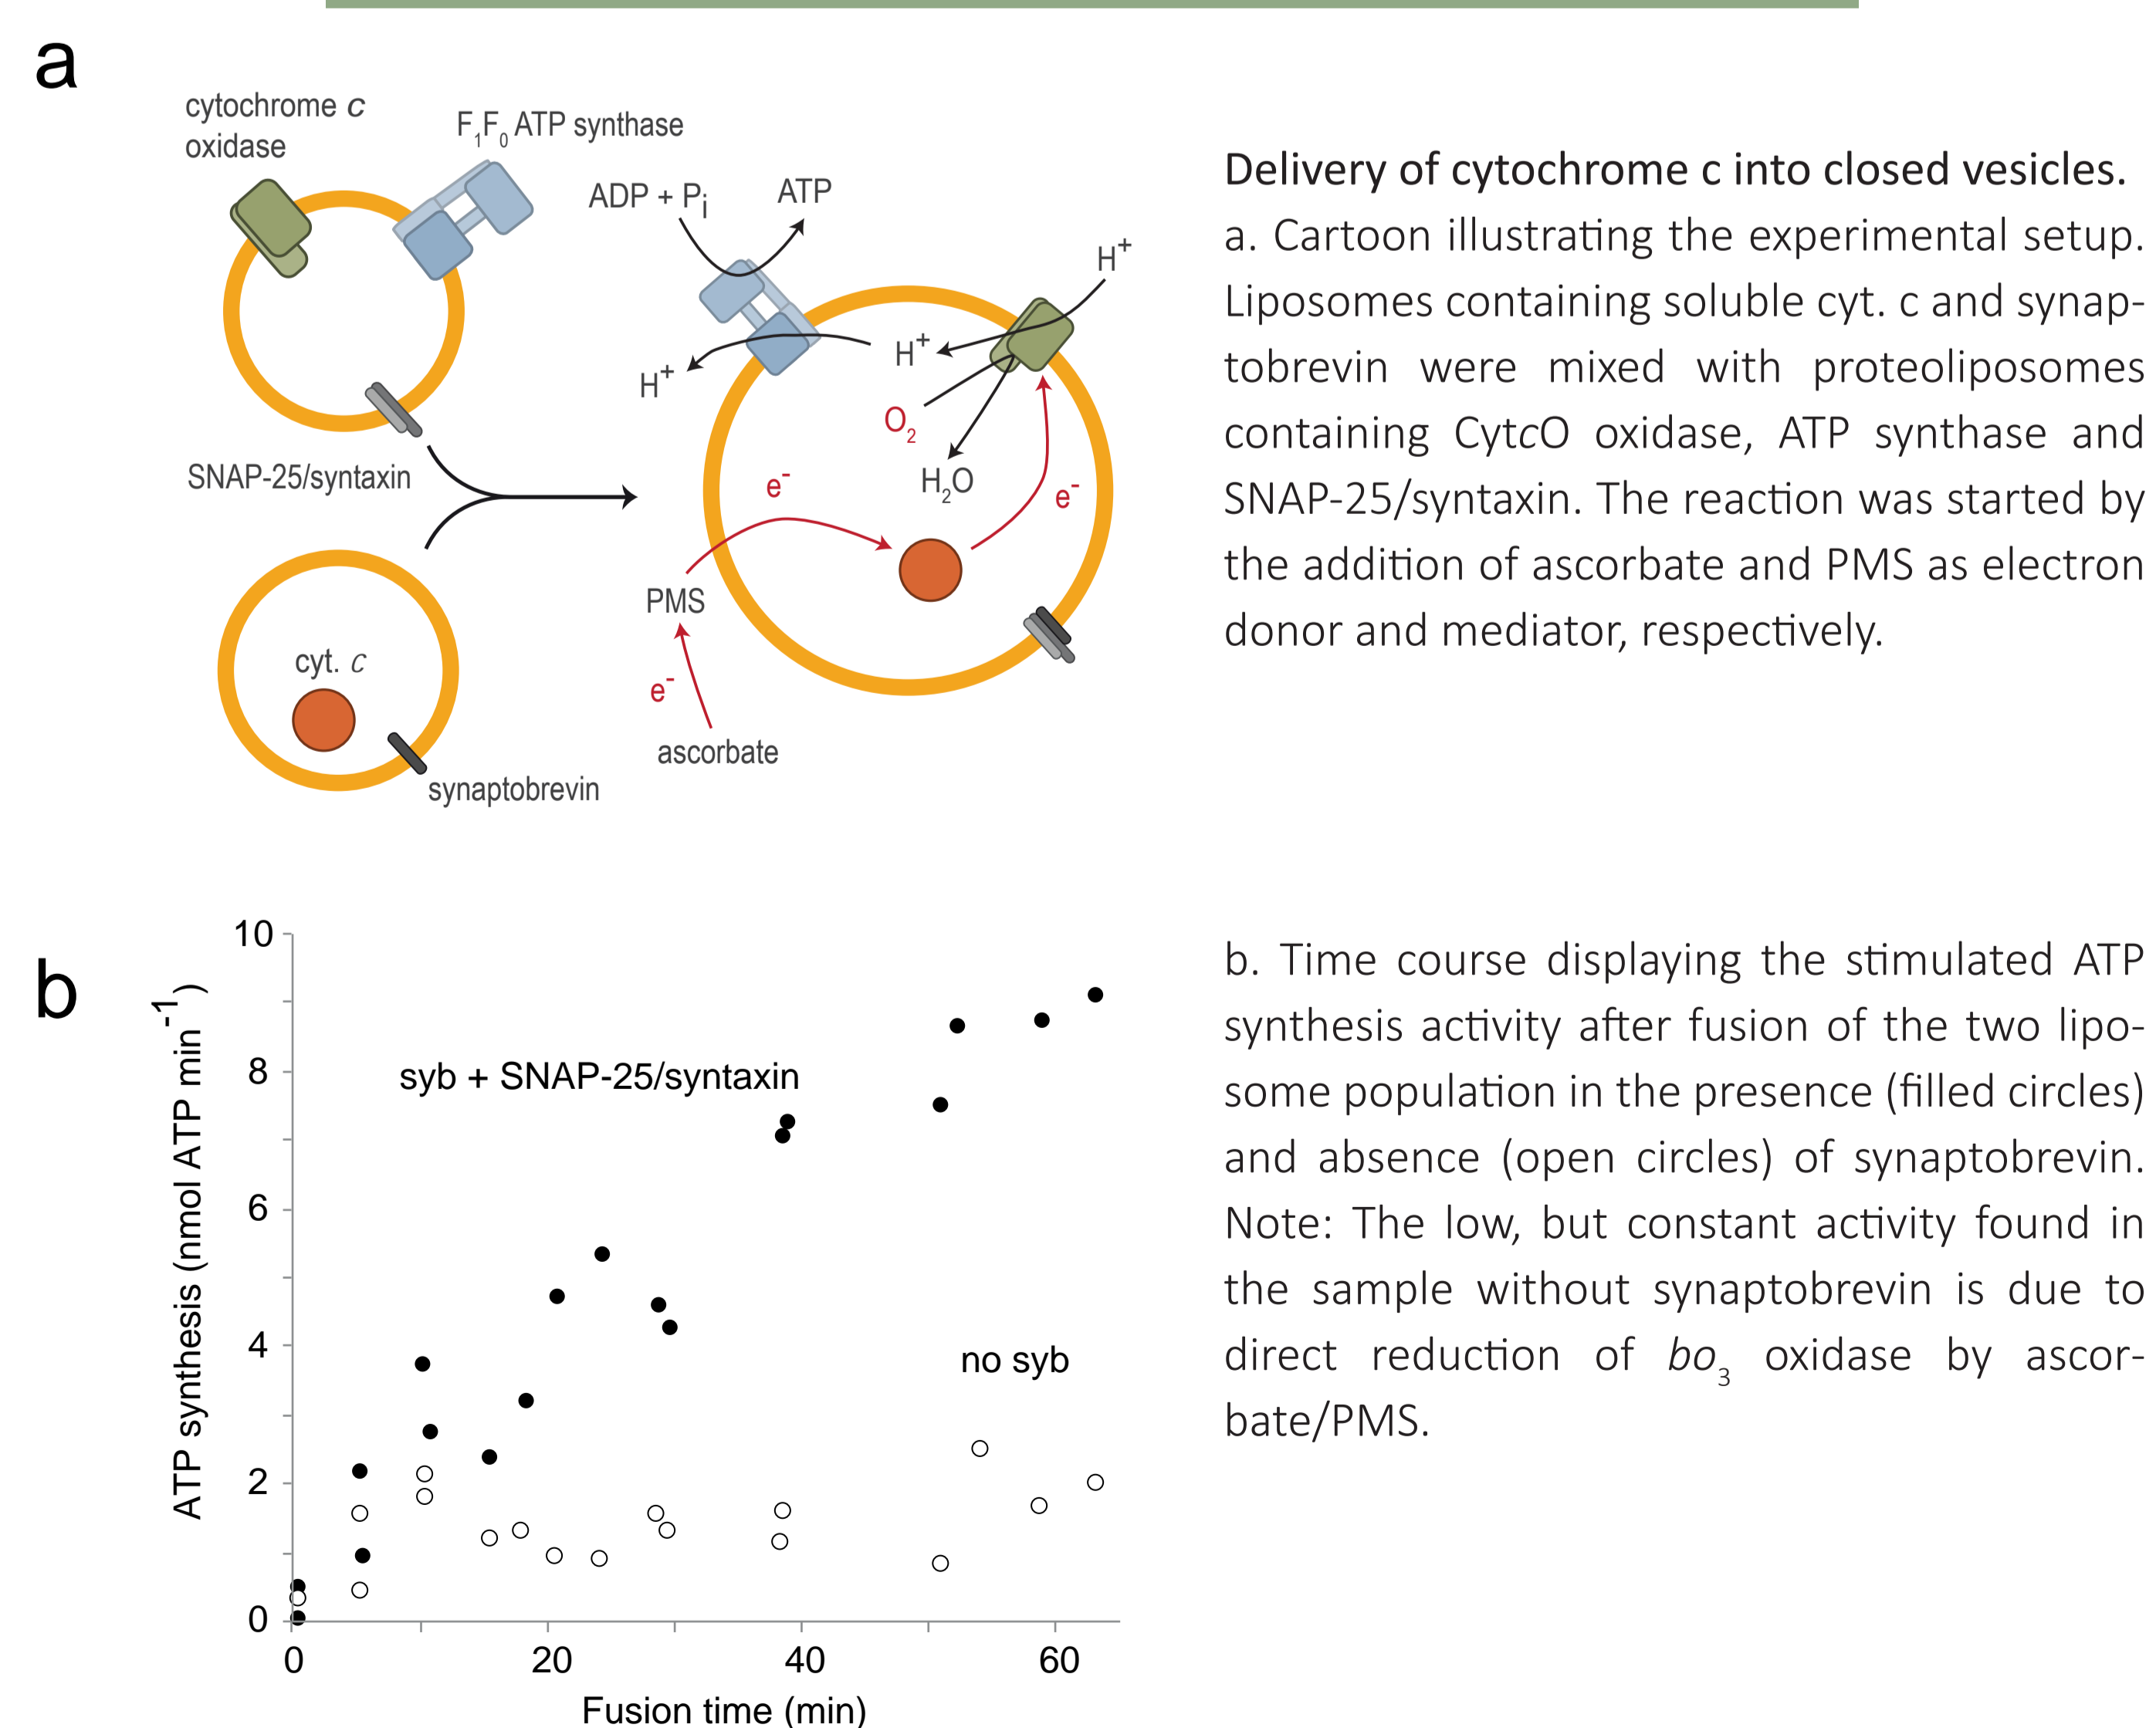 a
cytochrome c
oxidase
F1F0 ATP synthase
ADP + Pi
ATP
H+
H+
H+
O2
H2O
SNAP-25/syntaxin
e-
e-
PMS
cyt. c
e-
ascorbate
synaptobrevin
Delivery of cytochrome c into closed vesicles.
a. Cartoon illustrating the experimental setup.
Liposomes containing soluble cyt. c and synap-
tobrevin were mixed with proteoliposomes
containing CytcO oxidase, ATP synthase and
SNAP-25/syntaxin. The reaction was started by
the addition of ascorbate and PMS as electron
donor and mediator, respectively.
b
ATP synthesis (nmol ATP min-1)
10
8
6
4
2
0
syb + SNAP-25/syntaxin
no syb
0
20
40
60
Fusion time (min)
b. Time course displaying the stimulated ATP
synthesis activity after fusion of the two lipo-
some population in the presence (filled circles)
and absence (open circles) of synaptobrevin.
Note: The low, but constant activity found in
the sample without synaptobrevin is due to
direct reduction of bo3 oxidase by ascor-
bate/PMS.